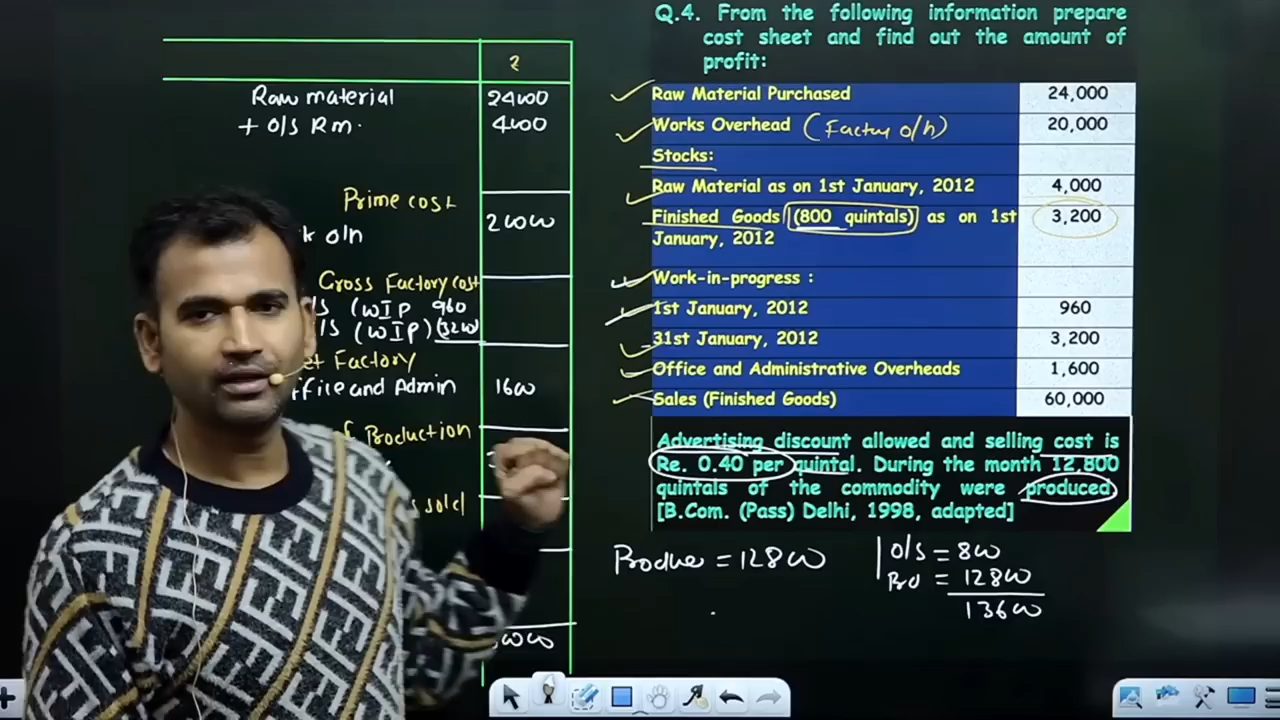 Q.4. From the following information prepare
cost sheet and find out the amount of
profit:
Raw Material Purchased 24,000
Works Overhead (Factory o/h) 20,000
Stocks:
Raw Material as on 1st January, 2012 4,000
Finished Goods (800 quintals) as on 1st 3,200
January, 2012
Work-in-progress :
1st January, 2012 960
31st January, 2012 3,200
Office and Administrative Overheads 1,600
Sales (Finished Goods) 60,000
Advertising discount allowed and selling cost is
Re. 0.40 per quintal. During the month 12,800
quintals of the commodity were produced
[B.Com. (Pass) Delhi, 1998, adapted]
₹
Raw material 24000
+ O/S Rm. 4000
Prime cost
o/h 20000
Gross Factory cost
(WIP 960
/S (WIP) (3200)
Factory
and Admin 1600
Production
sold
Produce = 12800
O/S = 800
Pro = 12800
13600